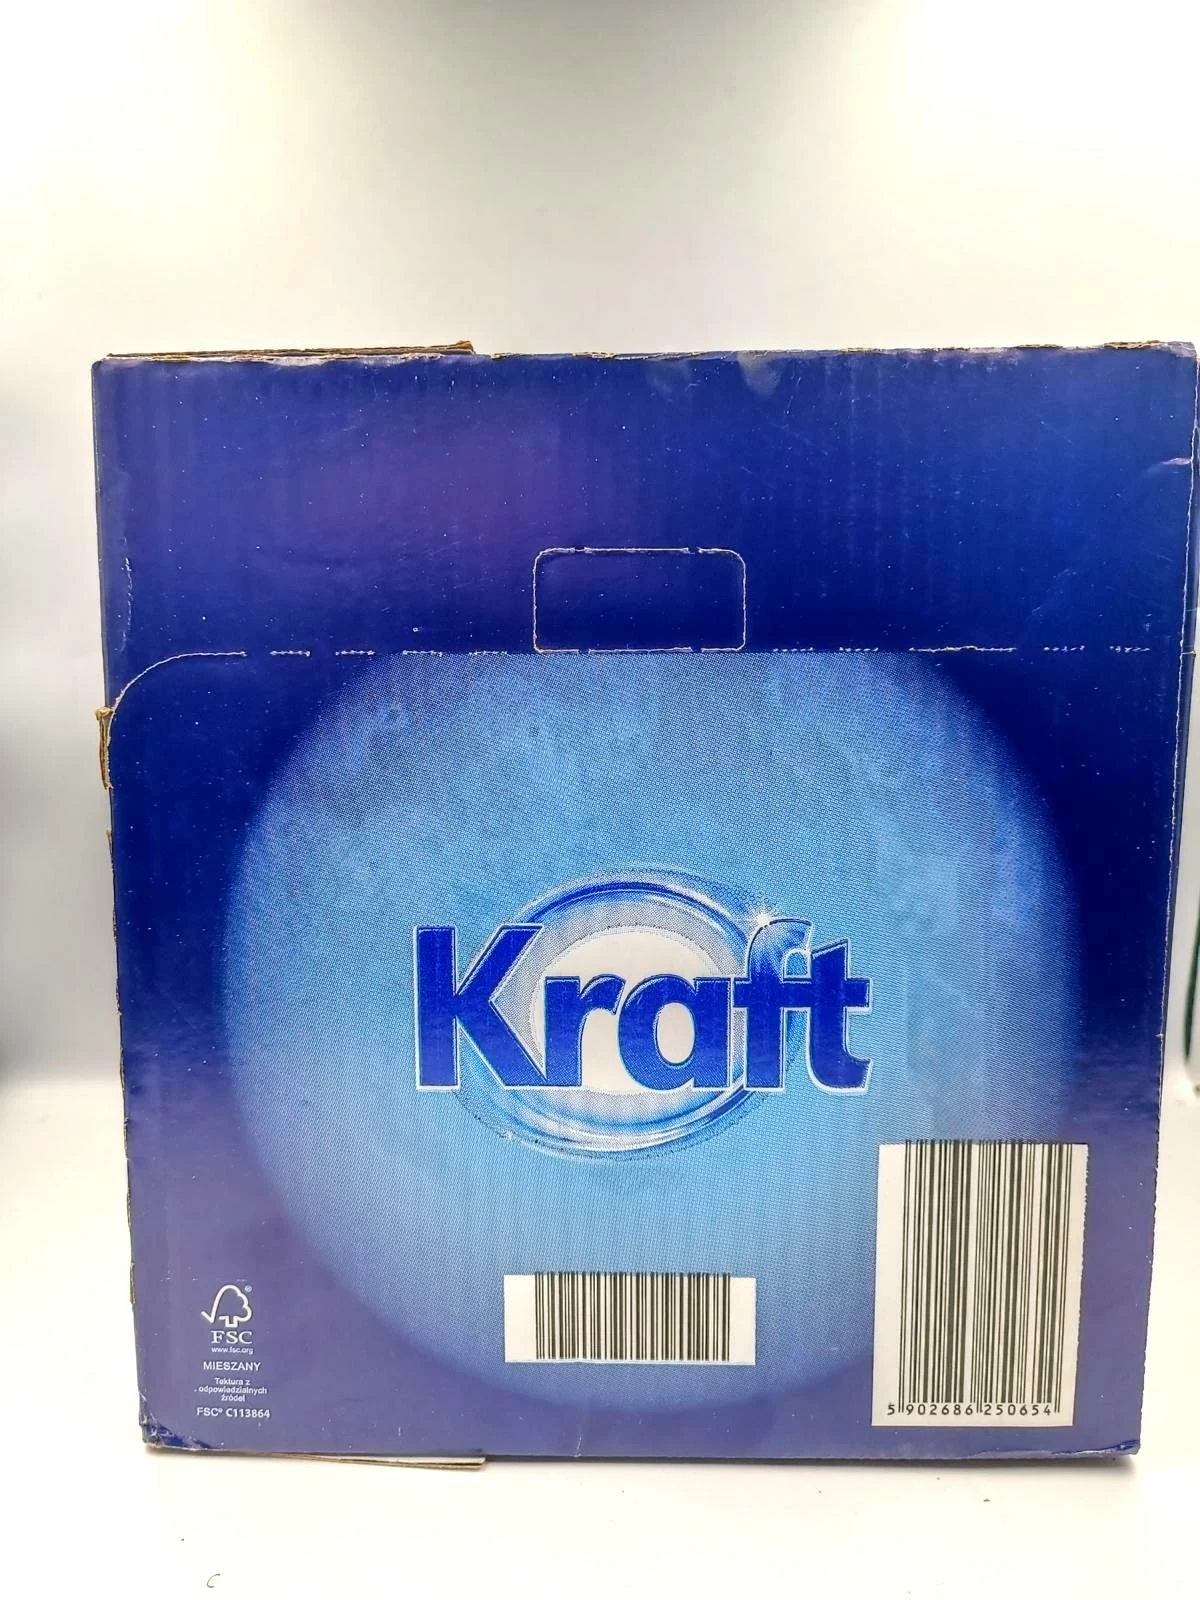 Kraft
FSC®
www.fsc.org
MIESZANY
Tektura z
odpowiedzialnych
źródeł
FSC® C113864
5 902686 250654